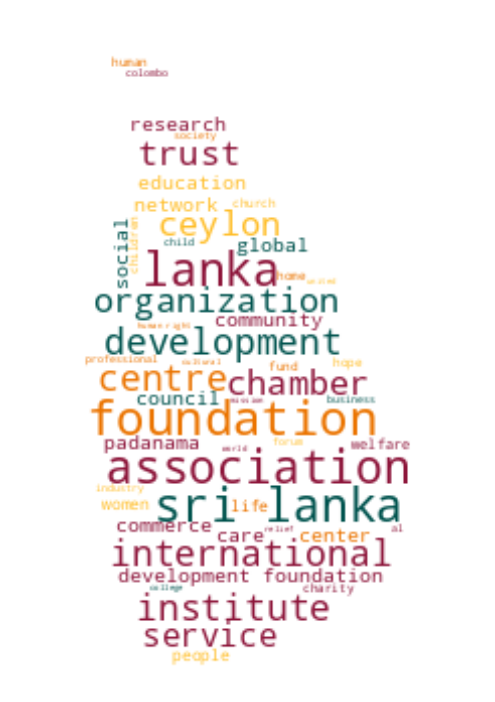 human
colombo
research
society
trust
education
network church
ceylon
social
children
child global
lanka home
united
organization
community
human right
development
professional cultural fund hope
centre chamber
council mission business
foundation
padanama world forum welfare
association
industry
women sri lanka life
commerce care relief center al
international
development foundation
college charity
institute
service
people